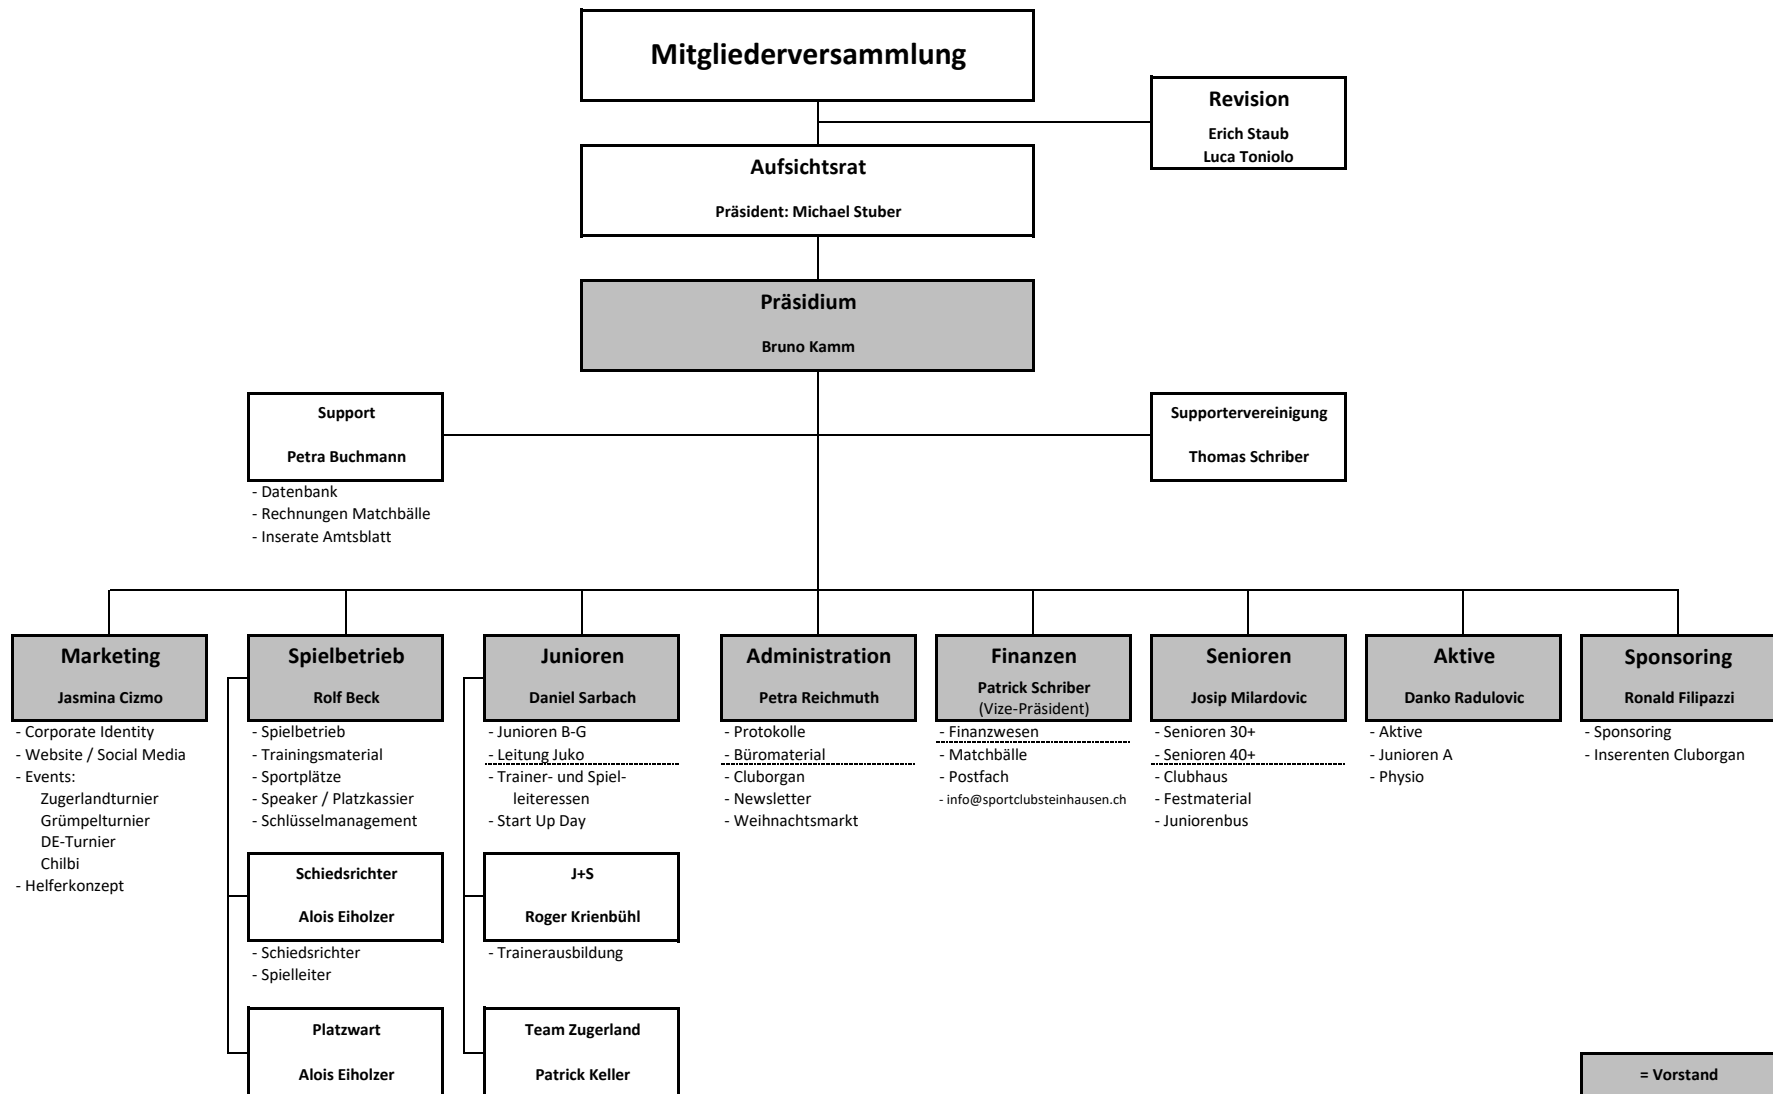 Mitgliederversammlung
Revision
Erich Staub
Luca Toniolo
Aufsichtsrat
Präsident: Michael Stuber
Präsidium
Bruno Kamm
Support
Petra Buchmann
- Datenbank
- Rechnungen Matchbälle
- Inserate Amtsblatt
Supportervereinigung
Thomas Schriber
Marketing
Jasmina Cizmo
- Corporate Identity
- Website / Social Media
- Events:
Zugerlandturnier
Grümpelturnier
DE-Turnier
Chilbi
- Helferkonzept
Spielbetrieb
Rolf Beck
- Spielbetrieb
- Trainingsmaterial
- Sportplätze
- Speaker / Platzkassier
- Schlüsselmanagement
Schiedsrichter
Alois Eiholzer
- Schiedsrichter
- Spielleiter
Platzwart
Alois Eiholzer
Junioren
Daniel Sarbach
- Junioren B-G
- Leitung Juko
- Trainer- und Spiel-
leiteressen
- Start Up Day
J+S
Roger Krienbühl
- Trainerausbildung
Team Zugerland
Patrick Keller
Administration
Petra Reichmuth
- Protokolle
- Büromaterial
- Cluborgan
- Newsletter
- Weihnachtsmarkt
Finanzen
Patrick Schriber
(Vize-Präsident)
- Finanzwesen
- Matchbälle
- Postfach
- info@sportclubsteinhausen.ch
Senioren
Josip Milardovic
- Senioren 30+
- Senioren 40+
- Clubhaus
- Festmaterial
- Juniorenbus
Aktive
Danko Radulovic
- Aktive
- Junioren A
- Physio
Sponsoring
Ronald Filipazzi
- Sponsoring
- Inserenten Cluborgan
= Vorstand